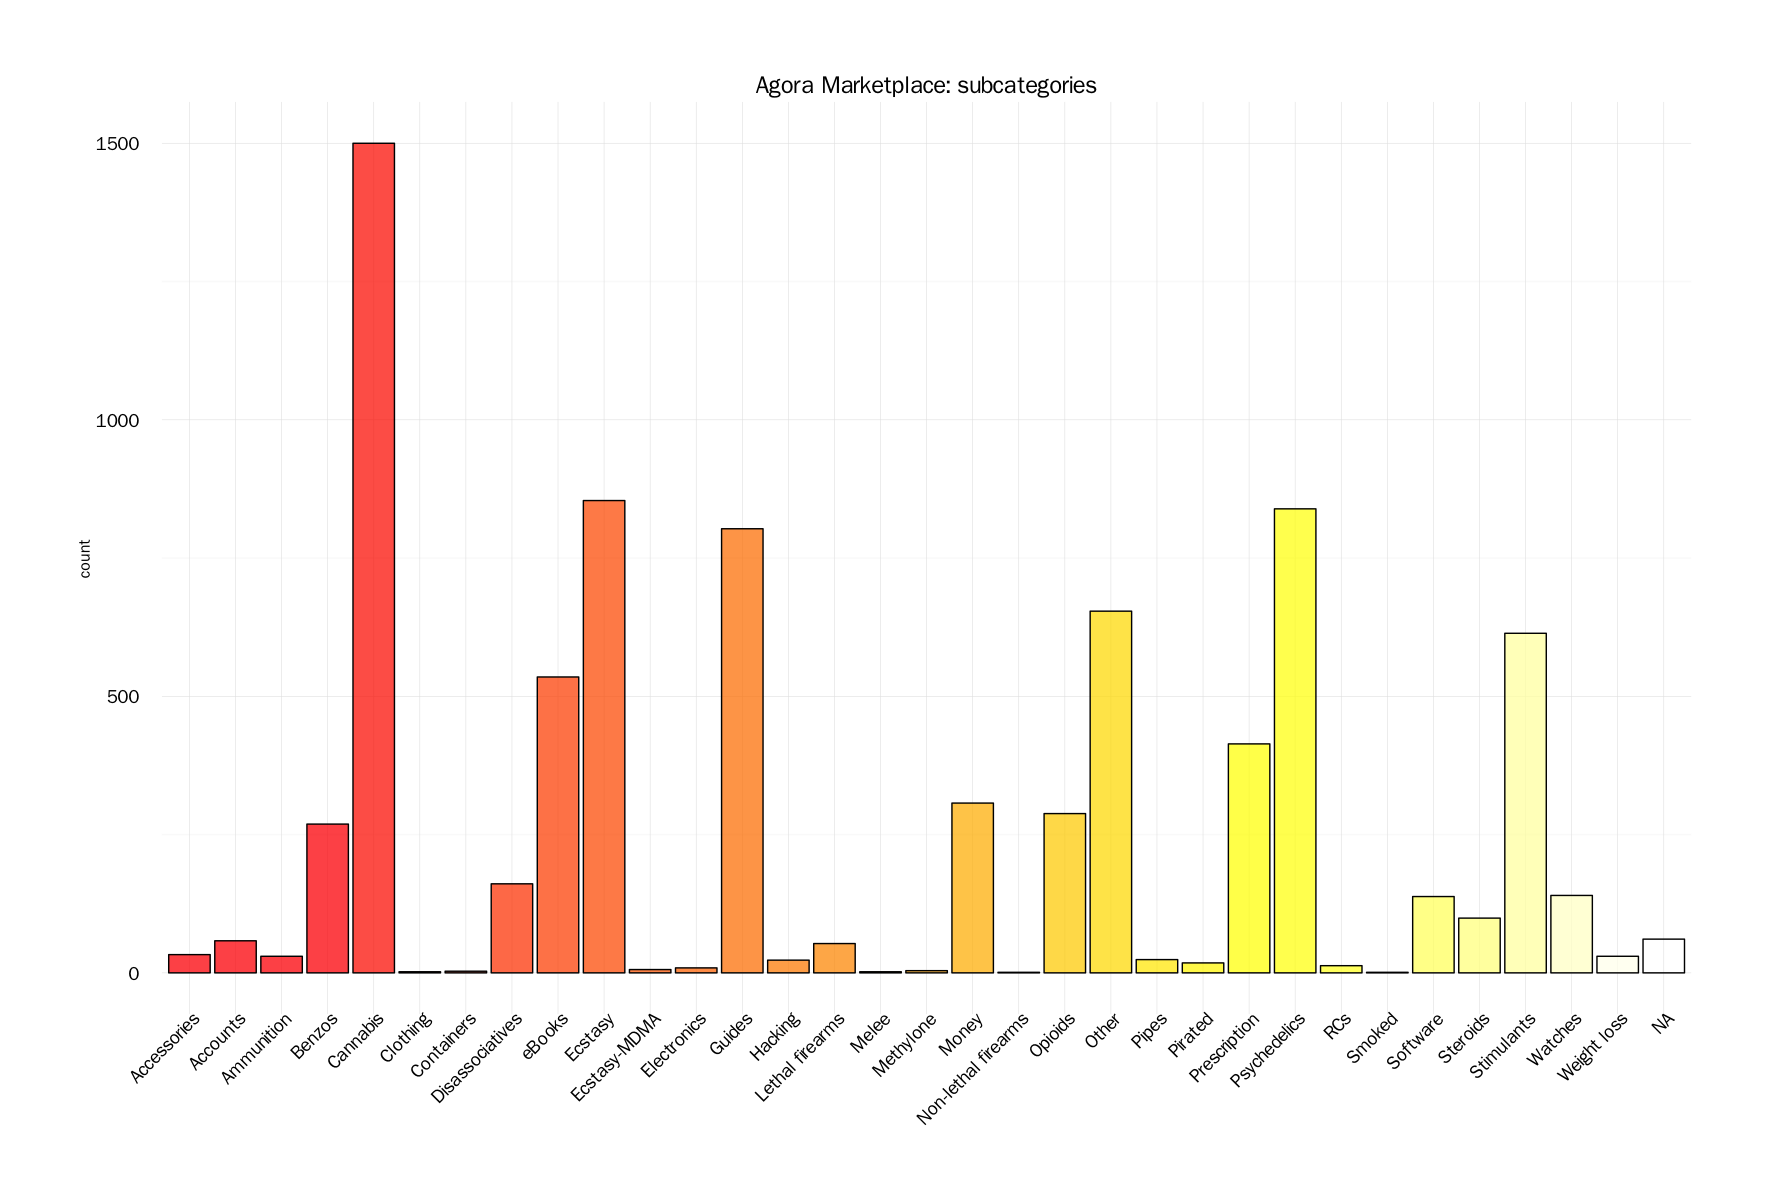 Agora Marketplace: subcategories
1500
1000
500
0
count
Accessories
Accounts
Ammunition
Benzos
Cannabis
Clothing
Containers
Disassociatives
eBooks
Ecstasy
Ecstasy-MDMA
Electronics
Guides
Hacking
Lethal firearms
Melee
Methylone
Money
Non-lethal firearms
Opioids
Other
Pipes
Pirated
Prescription
Psychedelics
RCs
Smoked
Software
Steroids
Stimulants
Watches
Weight loss
NA